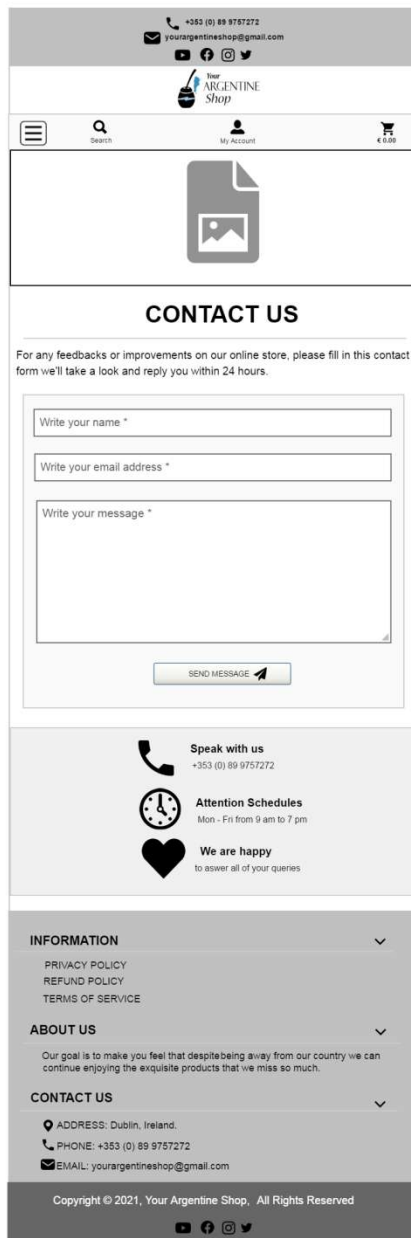 +353 (0) 89 9757272
yourargentineshop@gmail.com
Your
ARGENTINE
Shop
Search
My Account
€ 0.00
CONTACT US
For any feedbacks or improvements on our online store, please fill in this contact
form we'll take a look and reply you within 24 hours.
Write your name *
Write your email address *
Write your message *
SEND MESSAGE
Speak with us
+353 (0) 89 9757272
Attention Schedules
Mon - Fri from 9 am to 7 pm
We are happy
to aswer all of your queries
INFORMATION
PRIVACY POLICY
REFUND POLICY
TERMS OF SERVICE
ABOUT US
Our goal is to make you feel that despitebeing away from our country we can
continue enjoying the exquisite products that we miss so much.
CONTACT US
ADDRESS: Dublin, Ireland.
PHONE: +353 (0) 89 9757272
EMAIL: yourargentineshop@gmail.com
Copyright © 2021, Your Argentine Shop, All Rights Reserved